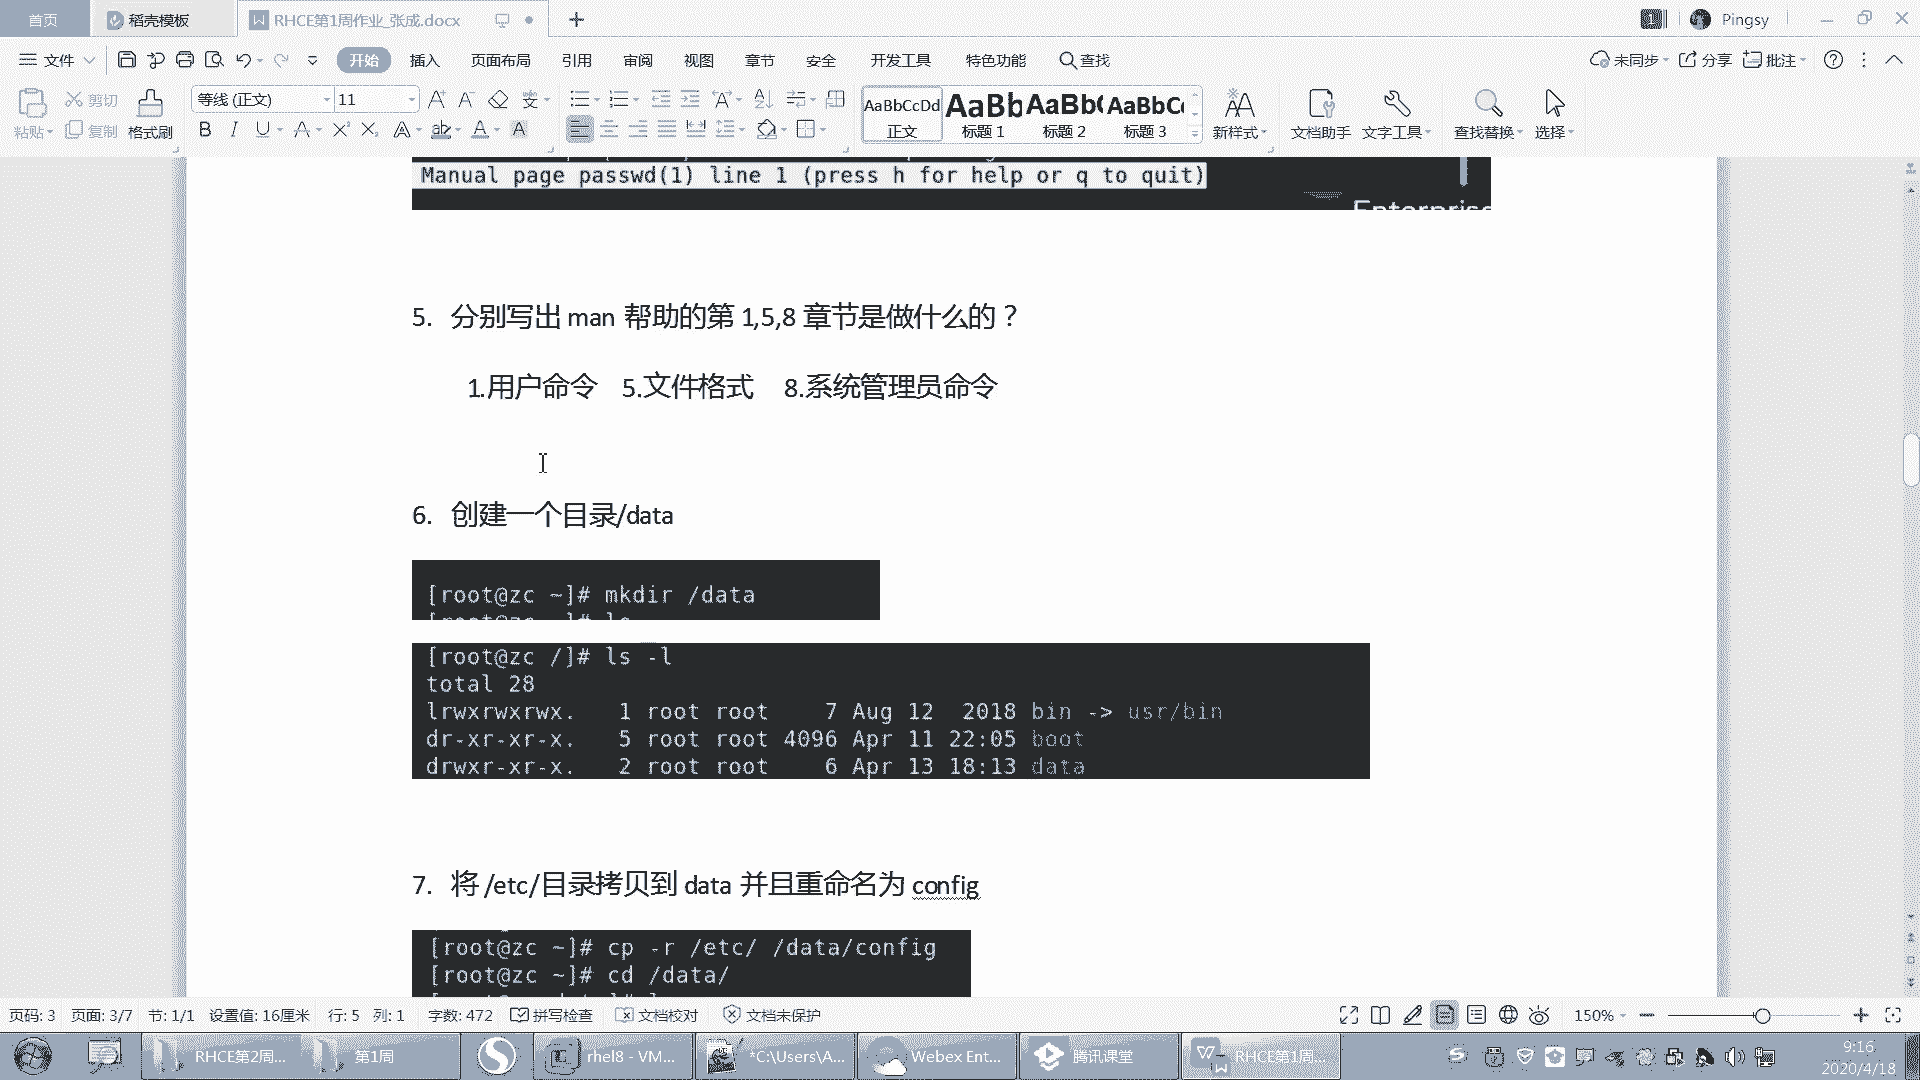 首页 稻壳模板 RHCE第1周作业_张成.docx Pingsy
文件 开始 插入 页面布局 引用 审阅 视图 章节 安全 开发工具 特色功能 查找 未同步 分享 批注
粘贴 剪切 复制 格式刷 等线 (正文) 11 AaBbCcDd 正文 AaBb 标题 1 AaBb( 标题 2 AaBbC 标题 3 新样式 文档助手 文字工具 查找替换 选择
Manual page passwd(1) line 1 (press h for help or q to quit)
Enterprise
5. 分别写出 man 帮助的第 1,5,8 章节是做什么的？
1.用户命令 5.文件格式 8.系统管理员命令
6. 创建一个目录/data
[root@zc ~]# mkdir /data
[root@zc /]# ls -l
total 28
lrwxrwxrwx. 1 root root 7 Aug 12 2018 bin -> usr/bin
dr-xr-xr-x. 5 root root 4096 Apr 11 22:05 boot
drwxr-xr-x. 2 root root 6 Apr 13 18:13 data
7. 将 /etc/目录拷贝到 data 并且重命名为 config
[root@zc ~]# cp -r /etc/ /data/config
[root@zc ~]# cd /data/
页码: 3 页面: 3/7 节: 1/1 设置值: 16厘米 行: 5 列: 1 字数: 472 拼写检查 文档校对 文档未保护 150%
RHCE第2周... 第1周 rhel8 - VM... *C:\Users\A... Webex Ent... 腾讯课堂 RHCE第1周... 9:16
2020/4/18